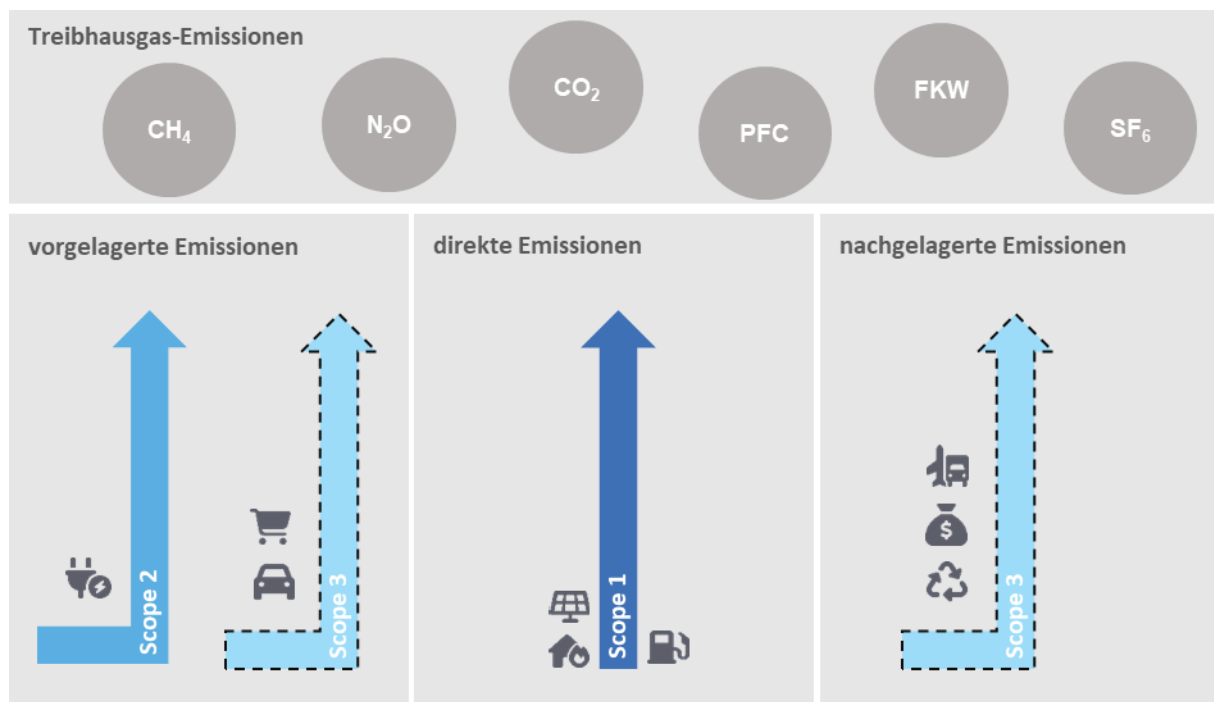 Treibhausgas-Emissionen
CH₄
N₂O
CO₂
PFC
FKW
SF₆
vorgelagerte Emissionen
direkte Emissionen
nachgelagerte Emissionen
Scope 2
Scope 3
Scope 1
Scope 3
$